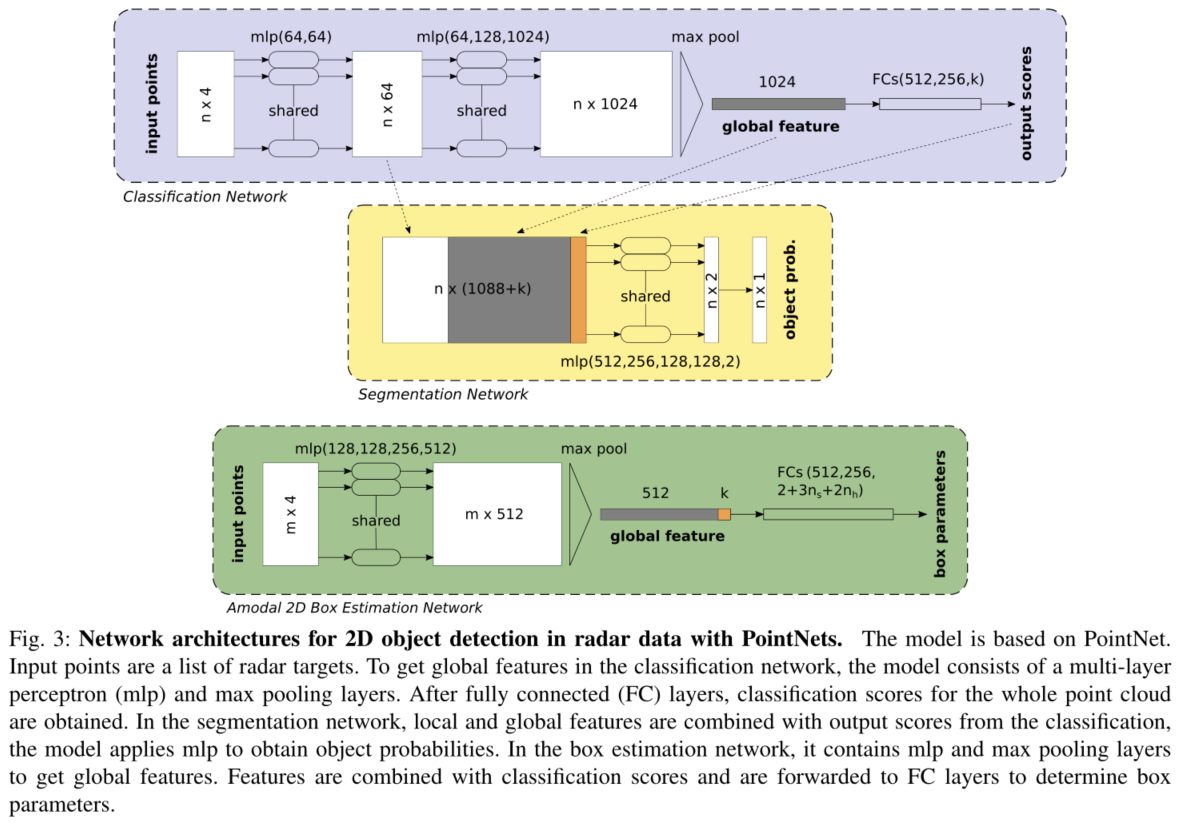 mlp(64,64)
mlp(64,128,1024)
max pool
input points
n x 4
shared
n x 64
shared
n x 1024
1024
global feature
FCs(512,256,k)
output scores
Classification Network
n x (1088+k)
shared
n x 2
n x 1
object prob.
mlp(512,256,128,128,2)
Segmentation Network
mlp(128,128,256,512)
max pool
input points
m x 4
shared
m x 512
512
k
global feature
FCs (512,256,
2+3nₛ+2nₕ)
box parameters
Amodal 2D Box Estimation Network
Fig. 3: Network architectures for 2D object detection in radar data with PointNets. The model is based on PointNet.
Input points are a list of radar targets. To get global features in the classification network, the model consists of a multi-layer
perceptron (mlp) and max pooling layers. After fully connected (FC) layers, classification scores for the whole point cloud
are obtained. In the segmentation network, local and global features are combined with output scores from the classification,
the model applies mlp to obtain object probabilities. In the box estimation network, it contains mlp and max pooling layers
to get global features. Features are combined with classification scores and are forwarded to FC layers to determine box
parameters.